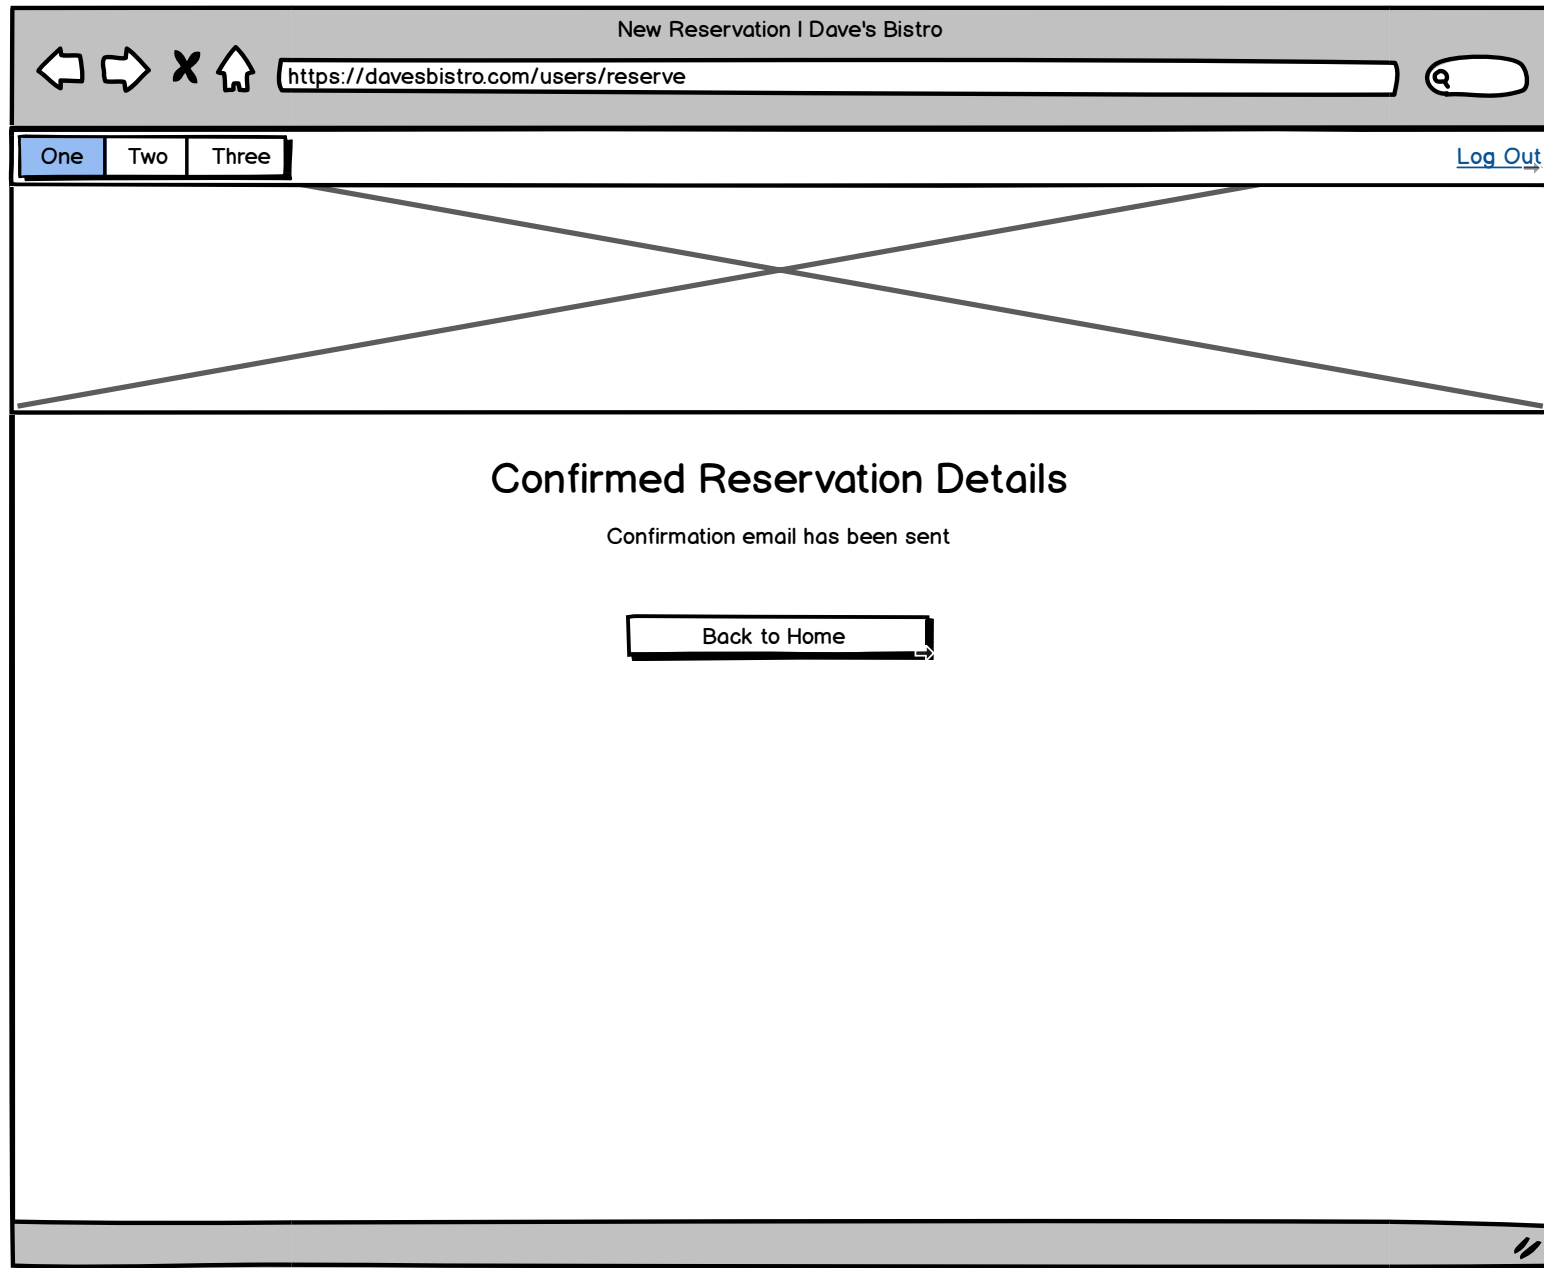 New Reservation | Dave's Bistro
https://davesbistro.com/users/reserve
One Two Three Log Out
Confirmed Reservation Details
Confirmation email has been sent
Back to Home